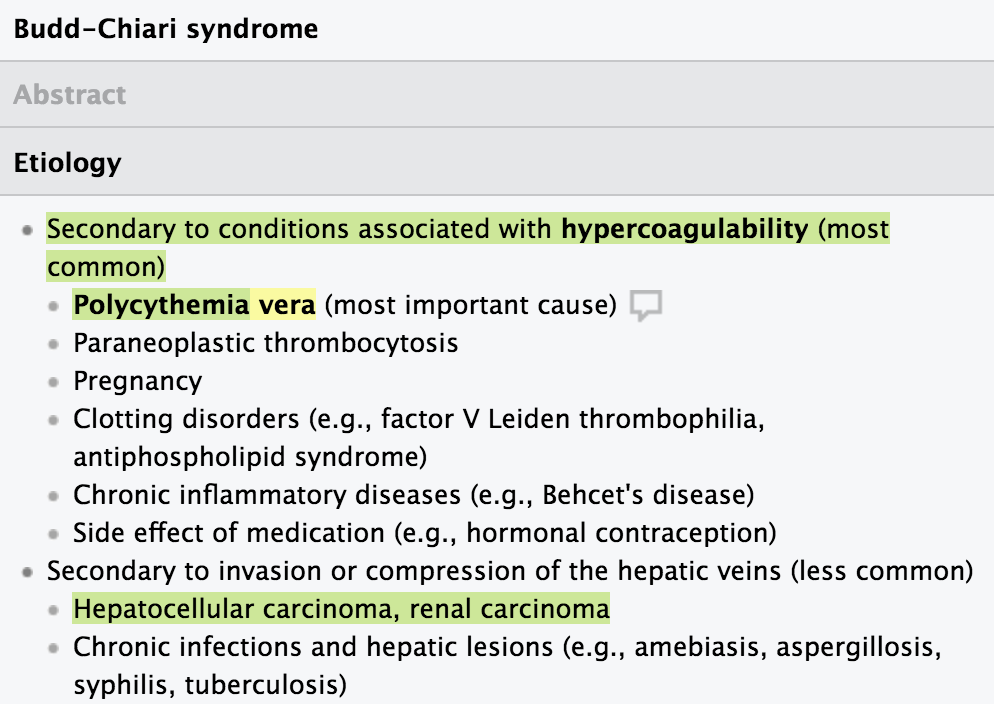 Budd-Chiari syndrome
Abstract
Etiology
Secondary to conditions associated with hypercoagulability (most
common)
Polycythemia vera (most important cause)
Paraneoplastic thrombocytosis
Pregnancy
Clotting disorders (e.g., factor V Leiden thrombophilia,
antiphospholipid syndrome)
Chronic inflammatory diseases (e.g., Behcet's disease)
Side effect of medication (e.g., hormonal contraception)
Secondary to invasion or compression of the hepatic veins (less common)
Hepatocellular carcinoma, renal carcinoma
Chronic infections and hepatic lesions (e.g., amebiasis, aspergillosis,
syphilis, tuberculosis)